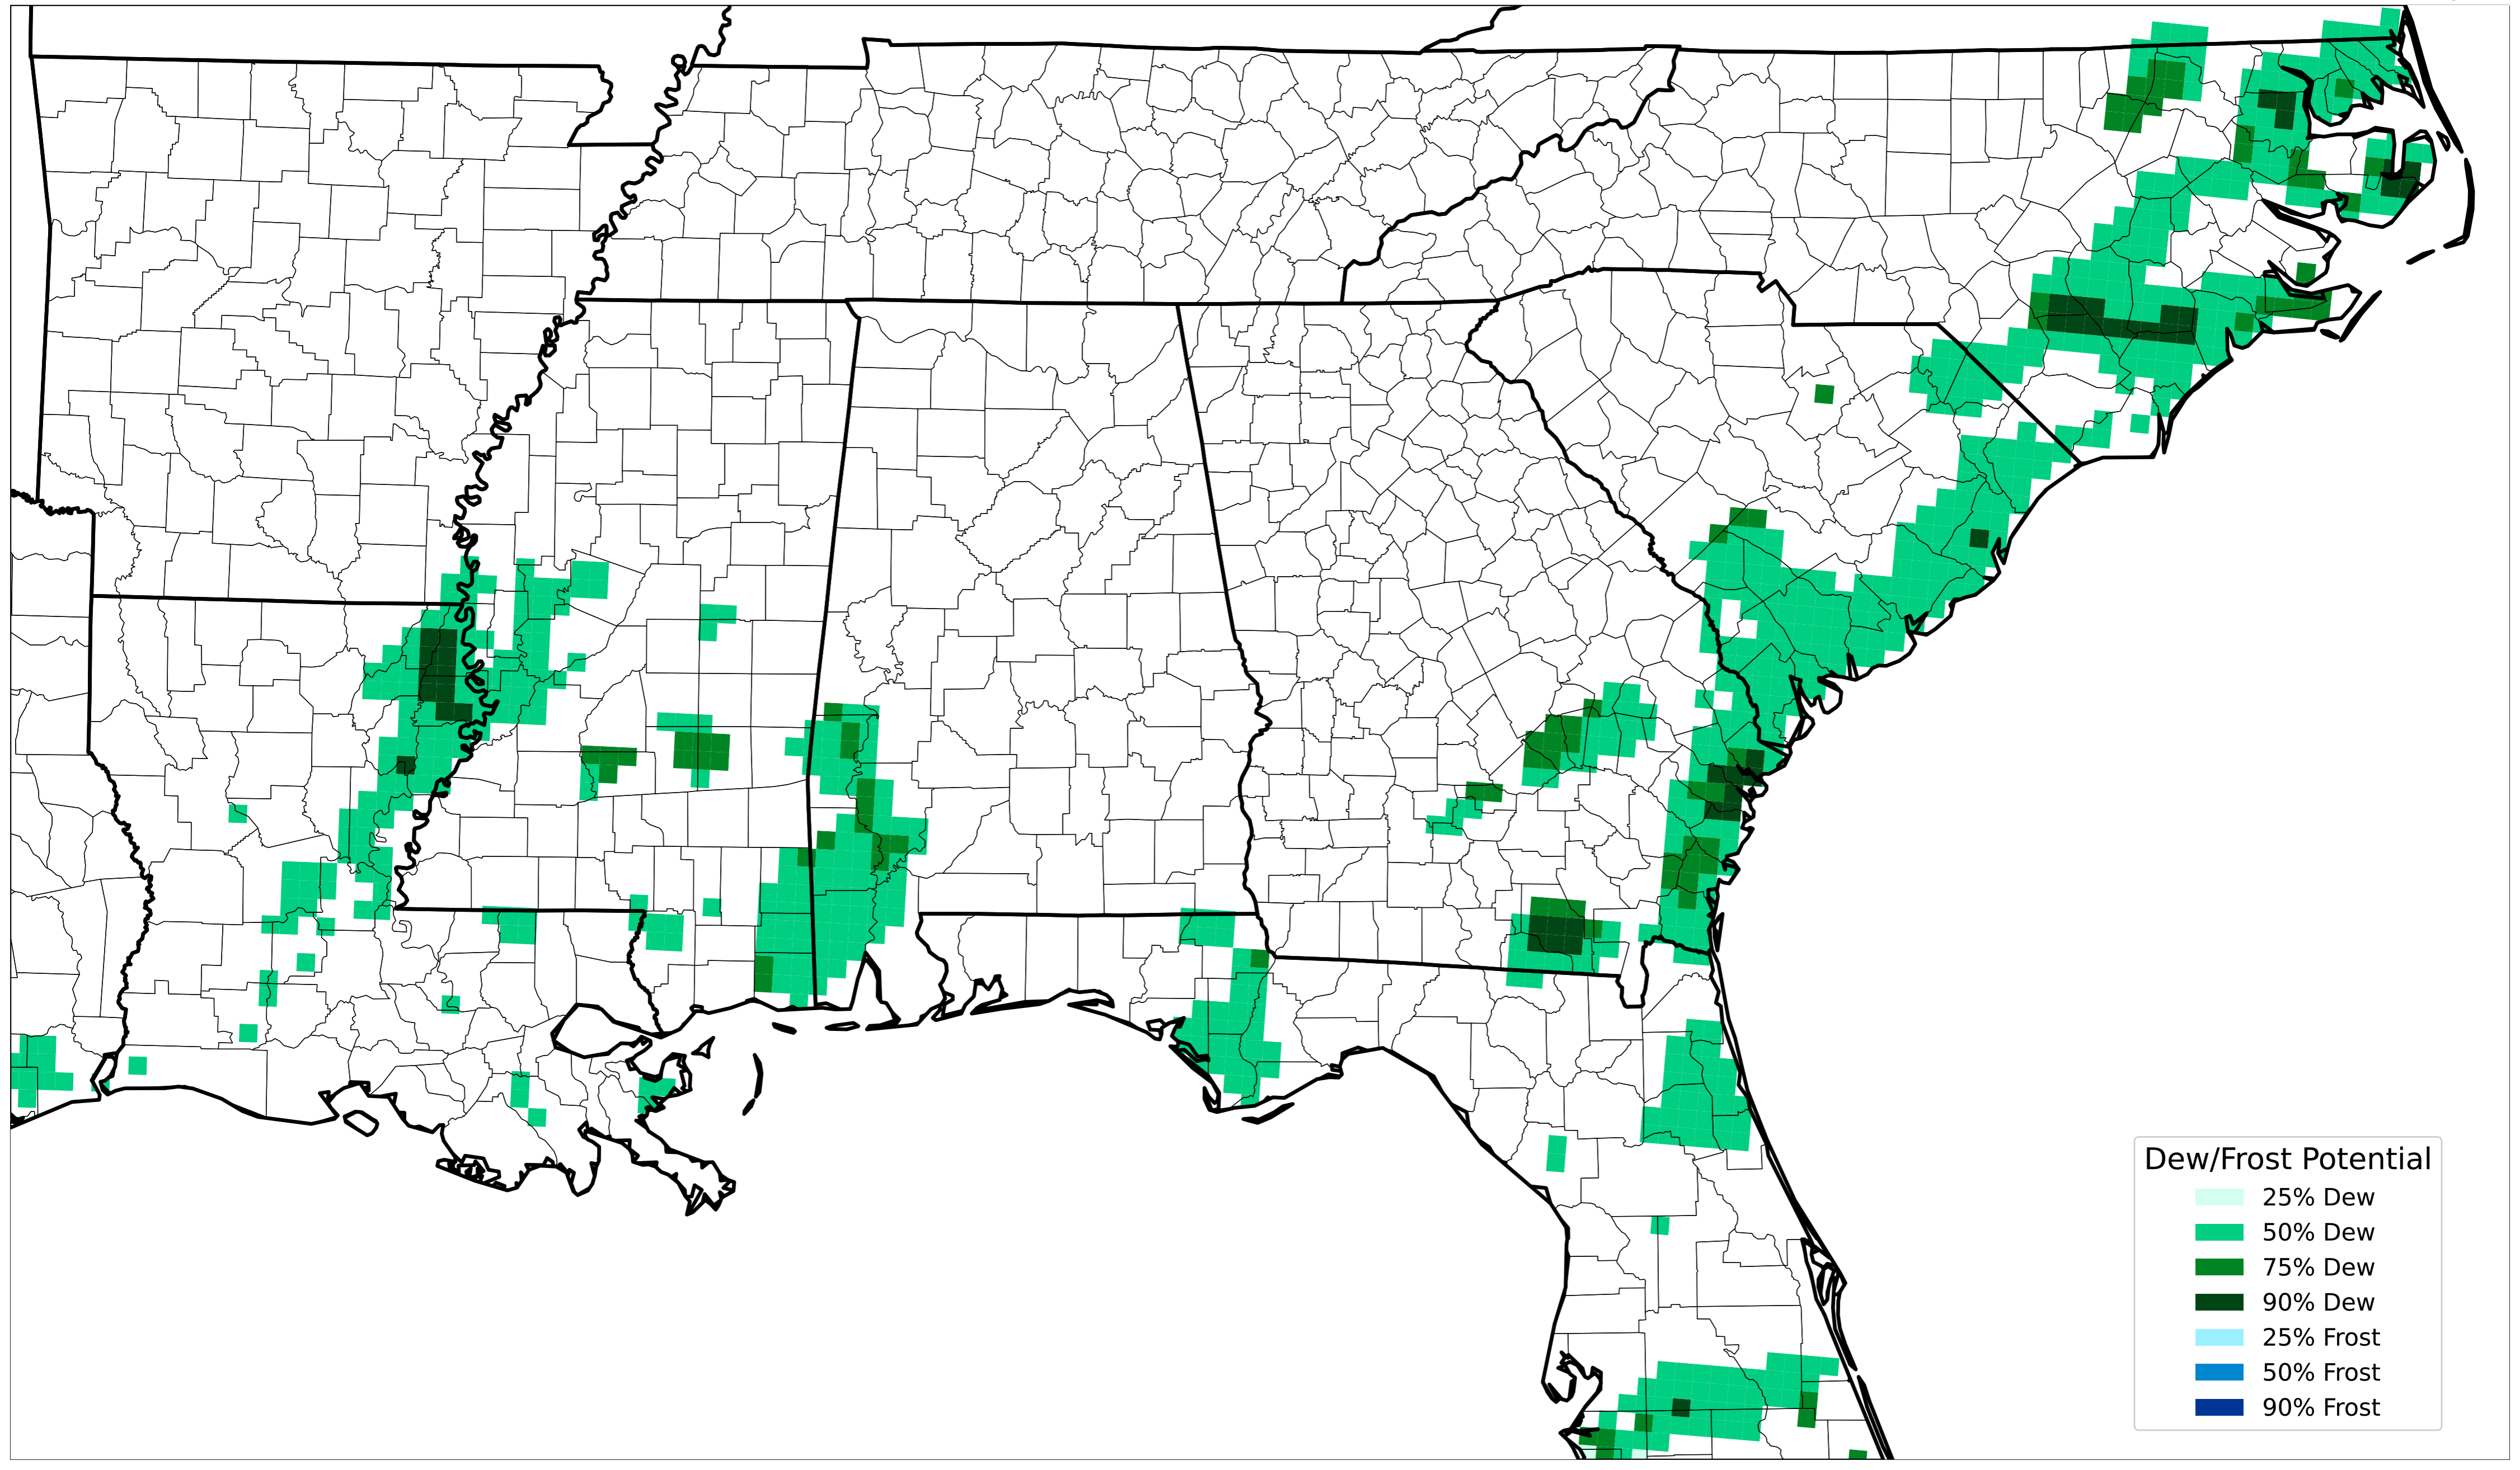 Dew/Frost Potential
25% Dew
50% Dew
75% Dew
90% Dew
25% Frost
50% Frost
90% Frost